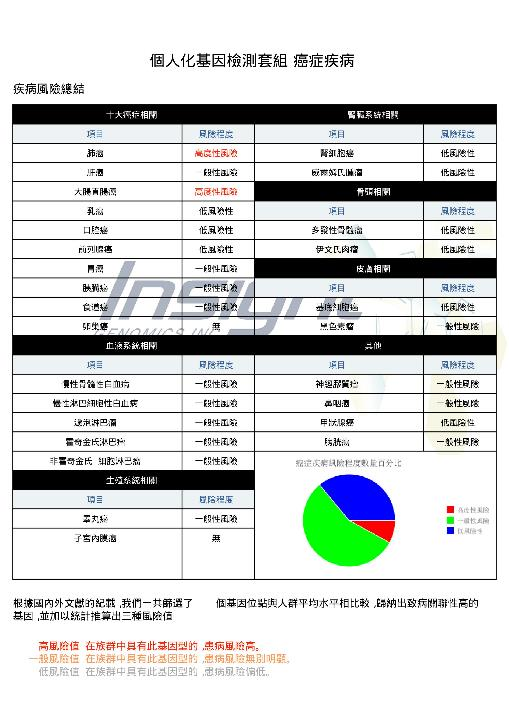 個人化基因檢測套組 癌症疾病
疾病風險總結
十大癌症相關
項目 風險程度
肺癌 高度性風險
肝癌 一般性風險
大腸直腸癌 高度性風險
乳癌 低風險性
口腔癌 低風險性
前列腺癌 低風險性
胃癌 一般性風險
胰臟癌 一般性風險
食道癌 一般性風險
卵巢癌 無
血液系統相關
項目 風險程度
慢性骨髓性白血病 一般性風險
慢性淋巴細胞性白血病 一般性風險
濾泡淋巴瘤 一般性風險
霍奇金氏淋巴癌 一般性風險
非霍奇金氏 細胞淋巴癌 一般性風險
生殖系統相關
項目 風險程度
睪丸癌 一般性風險
子宮內膜癌 無
腎臟系統相關
項目 風險程度
腎細胞癌 低風險性
威爾姆氏腫瘤 低風險性
骨頭相關
項目 風險程度
多發性骨髓瘤 低風險性
伊文氏肉瘤 低風險性
皮膚相關
項目 風險程度
基底細胞癌 低風險性
黑色素瘤 一般性風險
其他
項目 風險程度
神經膠質癌 一般性風險
鼻咽癌 一般性風險
甲狀腺癌 低風險性
膀胱癌 一般性風險
癌症疾病風險程度數量百分比
高度性風險
一般性風險
低風險性
Insight
GENOMICS INC
根據國內外文獻的紀載,我們一共篩選了 個基因位點與人群平均水平相比較,歸納出致病關聯性高的
基因,並加以統計推算出三種風險值
高風險值 在族群中具有此基因型的,患病風險高。
一般風險值 在族群中具有此基因型的,患病風險無別明顯。
低風險值 在族群中具有此基因型的,患病風險偏低。